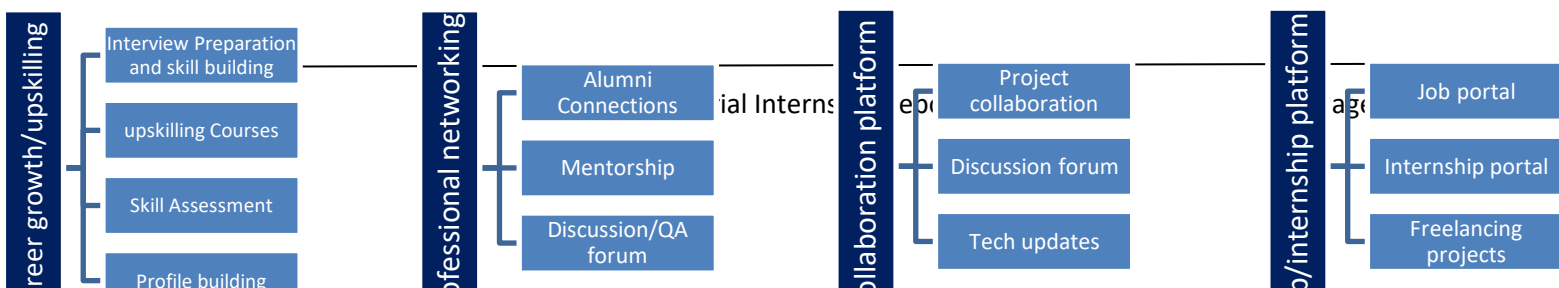 reer growth/upskilling
Interview Preparation
and skill building
upskilling Courses
Skill Assessment
Profile building
ofessional networking
Alumni
Connections
Mentorship
Discussion/QA
forum
rial Interns
ollaboration platform
Project
collaboration
Discussion forum
Tech updates
b/internship platform
Job portal
Internship portal
Freelancing
projects